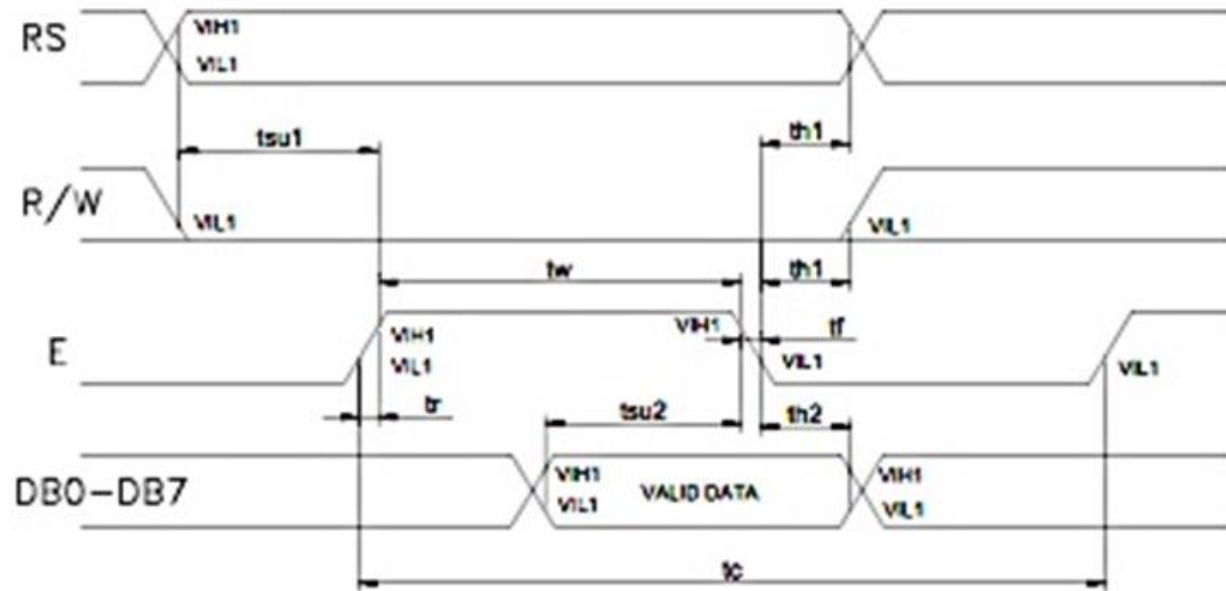 RS
VIH1
VIL1
tsu1
th1
R/W
VIL1
VIL1
tw
th1
E
VIH1
VIL1
VIH1
tf
VIL1
VIL1
tr
tsu2
th2
DB0-DB7
VIH1
VIL1
VALID DATA
VIH1
VIL1
tc